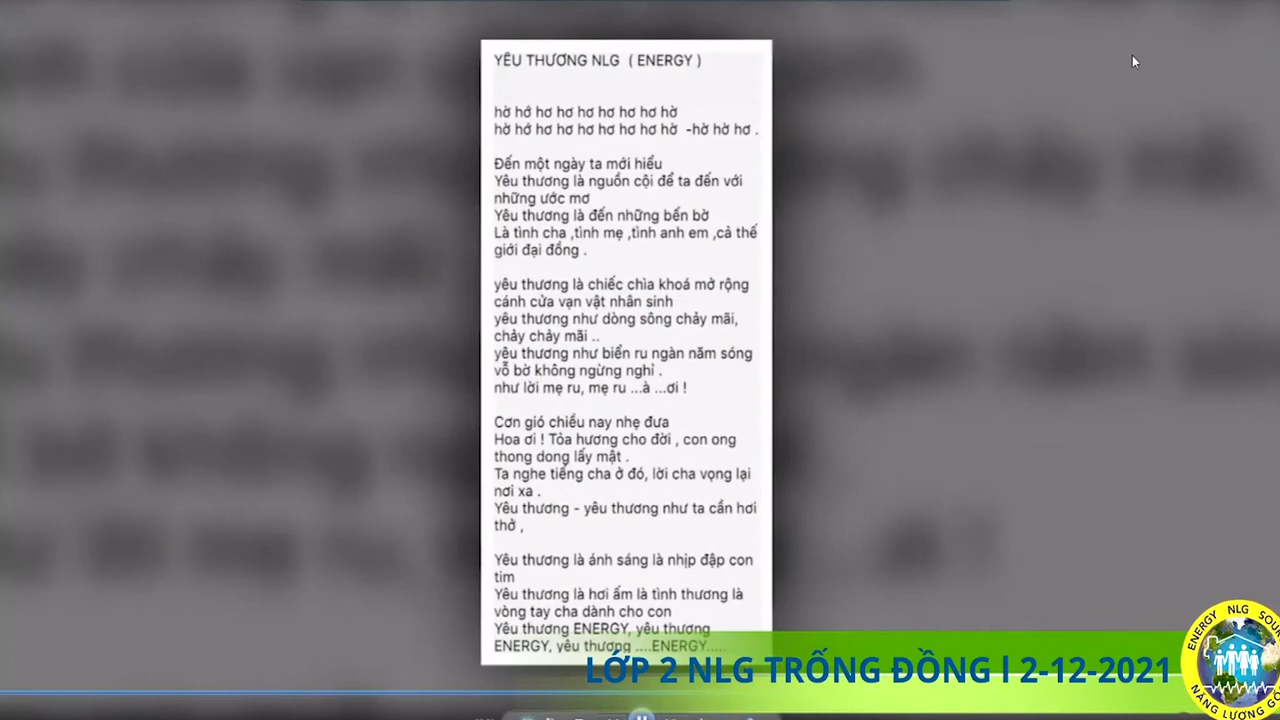 YÊU THƯƠNG NLG ( ENERGY )
hờ hớ hơ hơ hơ hơ hơ hơ hờ
hờ hớ hơ hơ hơ hơ hơ hơ hờ -hờ hờ hơ .
Đến một ngày ta mới hiểu
Yêu thương là nguồn cội để ta đến với
những ước mơ
Yêu thương là đến những bến bờ
Là tình cha ,tình mẹ ,tình anh em ,cả thế
giới đại đồng .
yêu thương là chiếc chìa khoá mở rộng
cánh cửa vạn vật nhân sinh
yêu thương như dòng sông chảy mãi,
chảy chảy mãi ..
yêu thương như biển ru ngàn năm sóng
vỗ bờ không ngừng nghỉ .
như lời mẹ ru, mẹ ru ...à ...ơi !
Cơn gió chiều nay nhẹ đưa
Hoa ơi ! Tỏa hương cho đời , con ong
thong dong lấy mật .
Ta nghe tiếng cha ở đó, lời cha vọng lại
nơi xa .
Yêu thương - yêu thương như ta cần hơi
thở ,
Yêu thương là ánh sáng là nhịp đập con
tim
Yêu thương là hơi ấm là tình thương là
vòng tay cha dành cho con
Yêu thương ENERGY, yêu thương
ENERGY, yêu thương ....ENERGY.....
LỚP 2 NLG TRỐNG ĐỒNG l 2-12-2021
ENERGY NLG SOU
NĂNG LƯỢNG GỐ